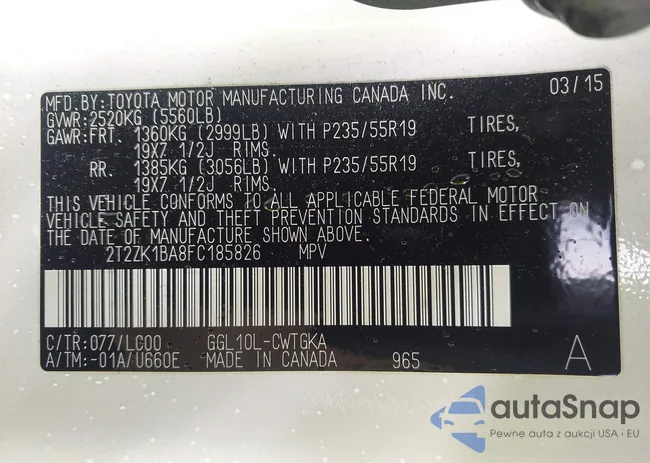 MFD.BY:TOYOTA MOTOR MANUFACTURING CANADA INC. 03/15
GVWR:2520KG (5560LB)
GAWR:FRT. 1360KG (2999LB) WITH P235/55R19 TIRES,
19X7 1/2J RIMS.
RR. 1385KG (3056LB) WITH P235/55R19 TIRES,
19X7 1/2J RIMS.
THIS VEHICLE CONFORMS TO ALL APPLICABLE FEDERAL MOTOR
VEHICLE SAFETY AND THEFT PREVENTION STANDARDS IN EFFECT ON
THE DATE OF MANUFACTURE SHOWN ABOVE.
2T2ZK1BA8FC185826 MPV
C/TR:077/LC00 GGL10L-CWTGKA
A/TM:-01A/U660E MADE IN CANADA 965 A
autaSnap
Pewne auta z aukcji USA i EU